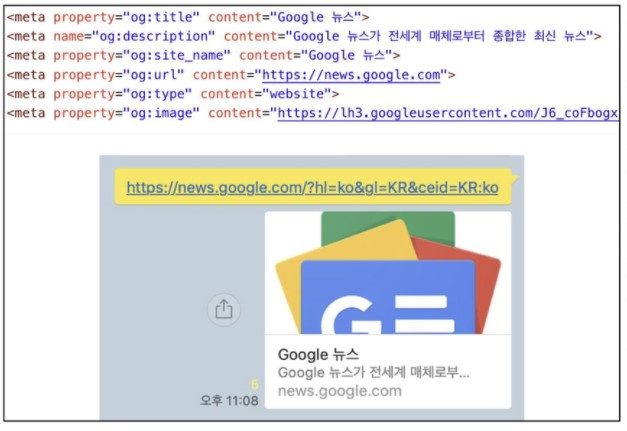 <meta property="og:title" content="Google 뉴스">
<meta name="og:description" content="Google 뉴스가 전세계 매체로부터 종합한 최신 뉴스">
<meta property="og:site_name" content="Google 뉴스">
<meta property="og:url" content="https://news.google.com">
<meta property="og:type" content="website">
<meta property="og:image" content="https://lh3.googleusercontent.com/J6_coFbogx
https://news.google.com/?hl=ko&gl=KR&ceid=KR:ko
G
Google 뉴스
Google 뉴스가 전세계 매체로부...
news.google.com
5
오후 11:08